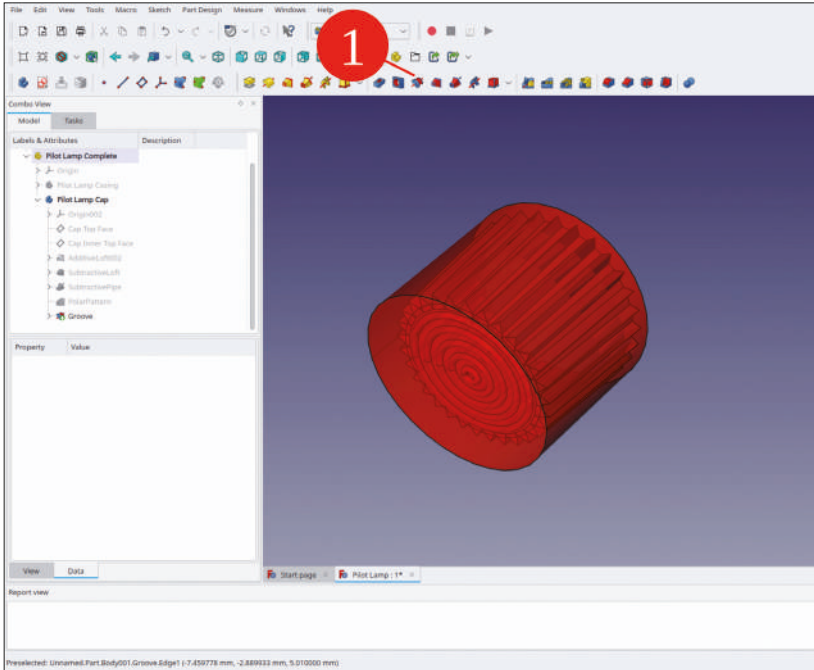 File Edit View Tools Macro Sketch Part Design Measure Windows Help
1
Combo View
Model Tasks
Labels & Attributes Description
Pilot Lamp Complete
Origin
Pilot Lamp Casing
Pilot Lamp Cap
Origin002
Cap Top Face
Cap Inner Top Face
AdditiveLoft002
SubtractiveLoft
SubtractivePipe
PolarPattern
Groove
Property Value
View Data
Start page Pilot Lamp : 1*
Report view
Preselected: Unnamed.Part.Body001.Groove.Edge1 (-7.459778 mm, -2.889933 mm, 5.010000 mm)